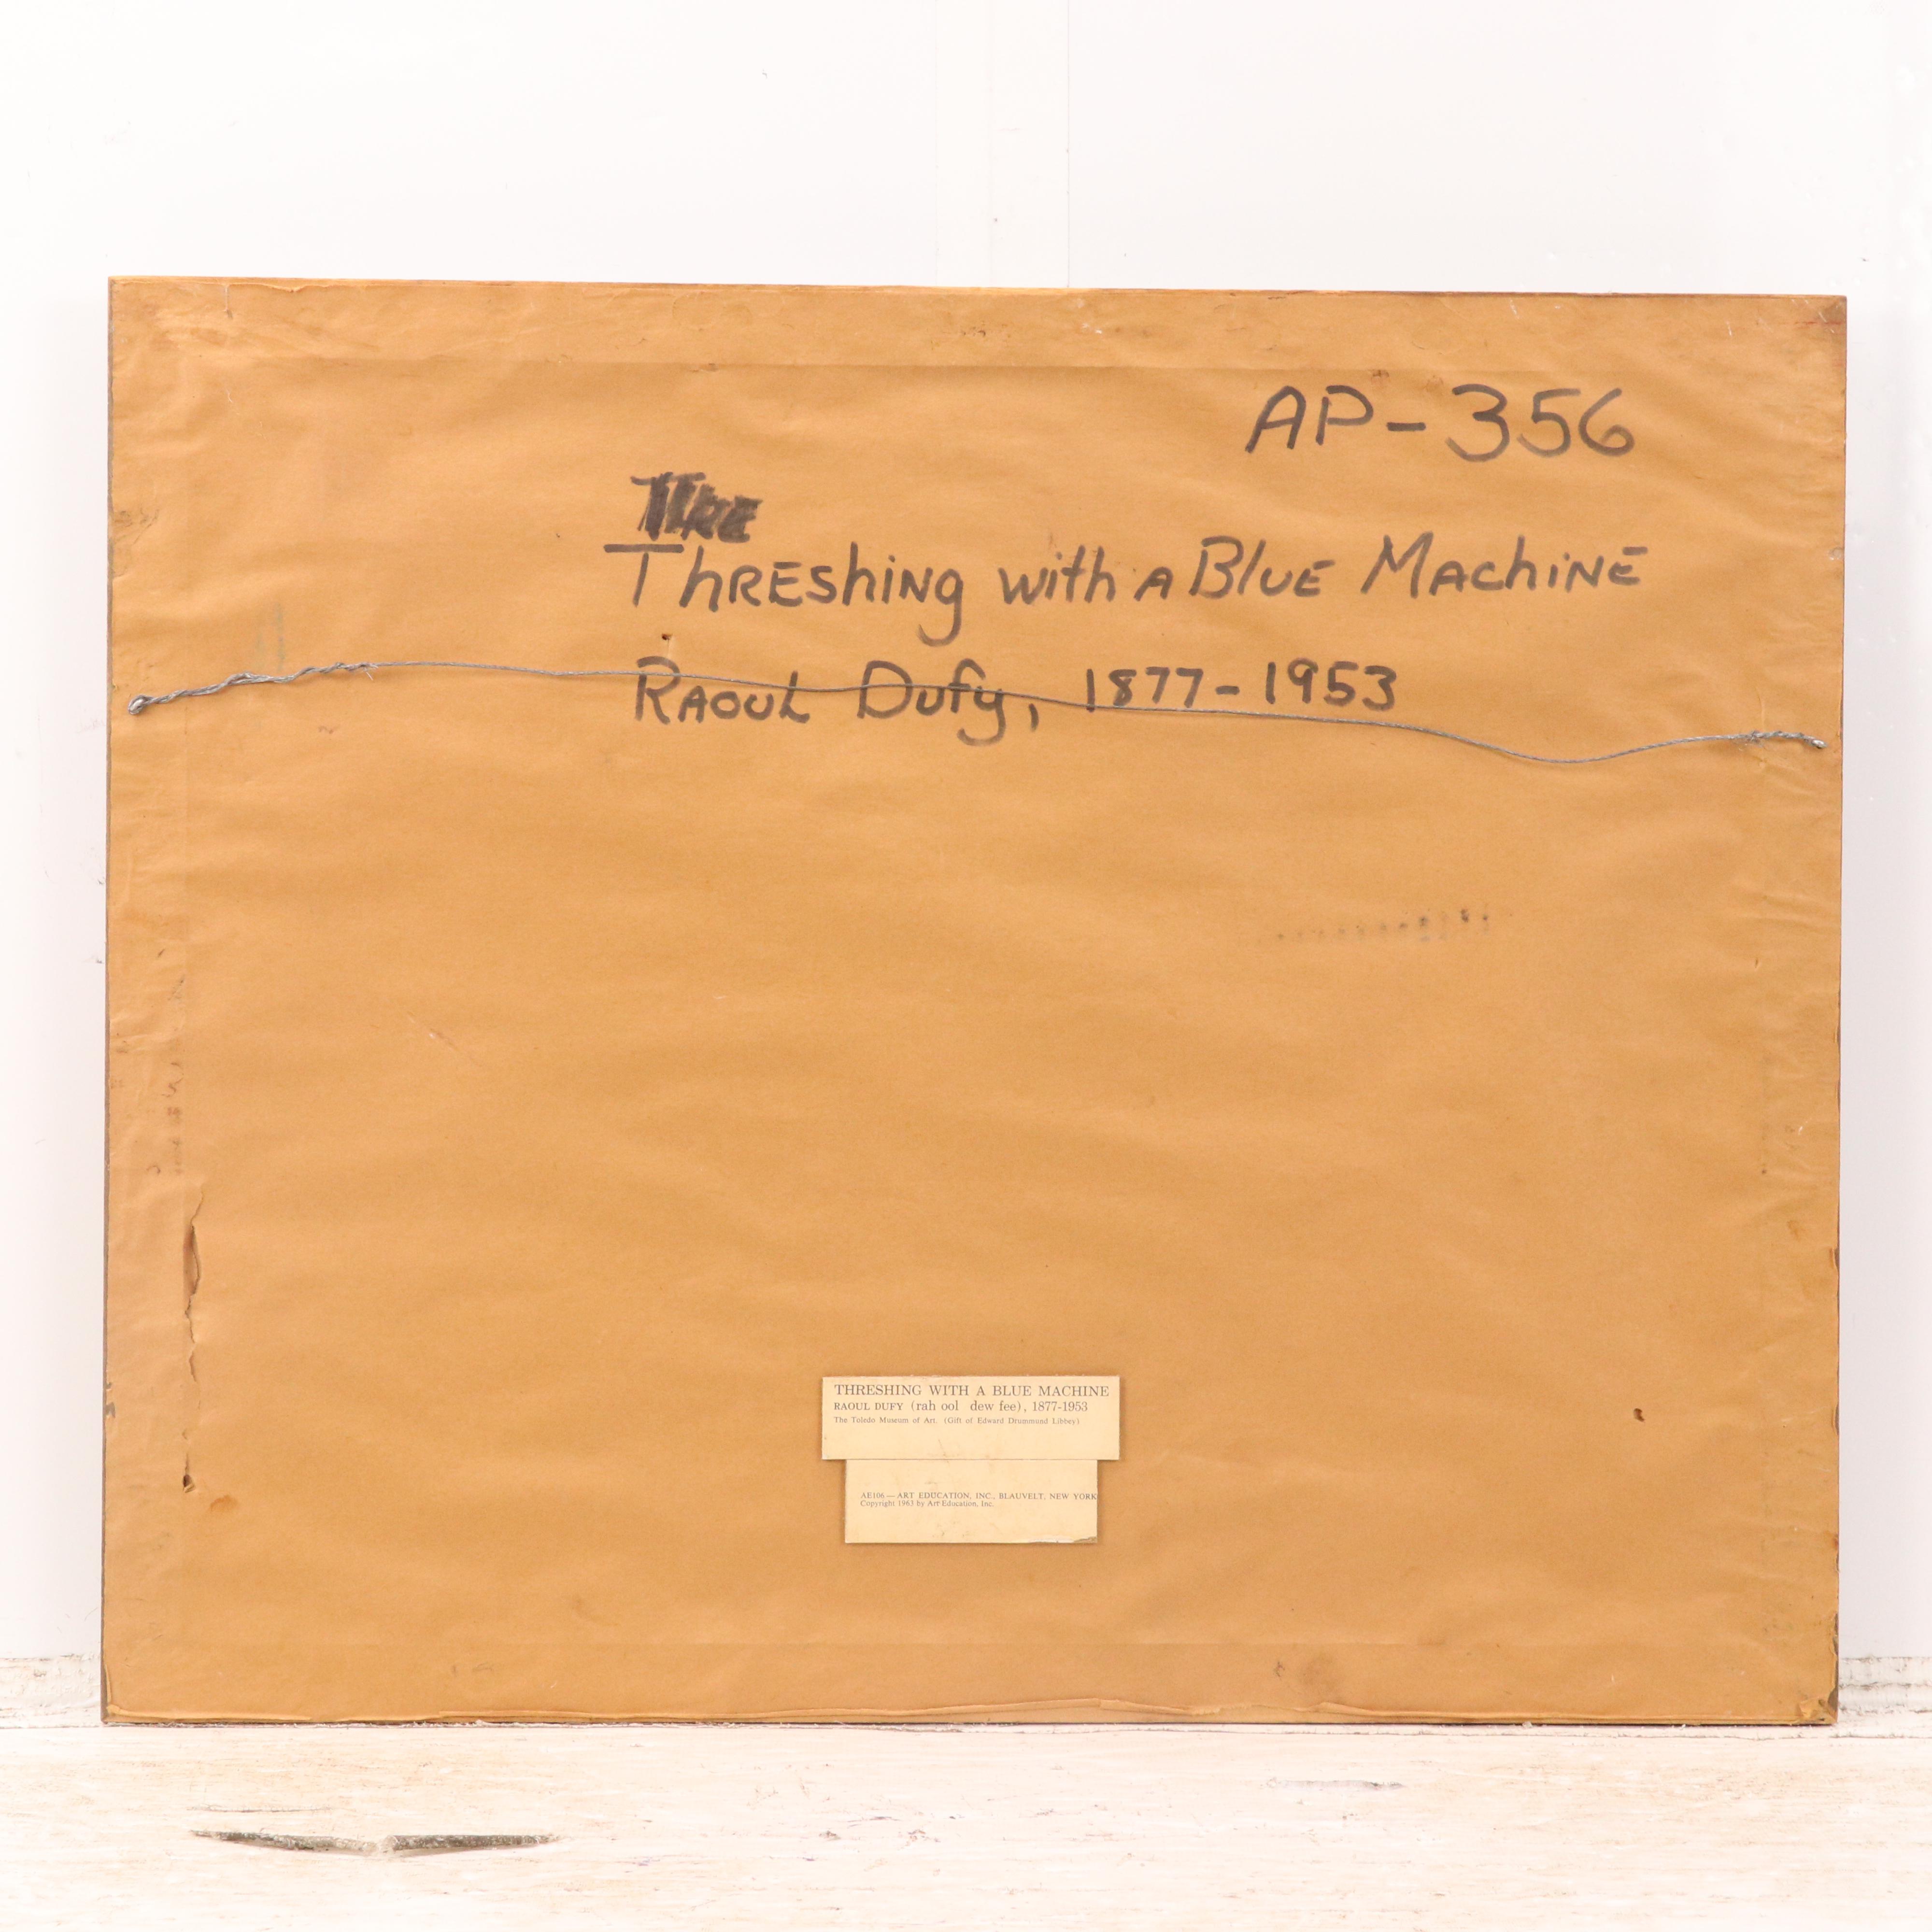 AP-356
Threshing with a Blue Machine
Raoul Dufy, 1877-1953
THRESHING WITH A BLUE MACHINE
RAOUL DUFY (rah ool dew fee), 1877-1953
The Toledo Museum of Art. (Gift of Edward Drummond Libbey)
AE106 — ART EDUCATION, INC., BLAUVELT, NEW YORK
Copyright 1963 by Art Education, Inc.